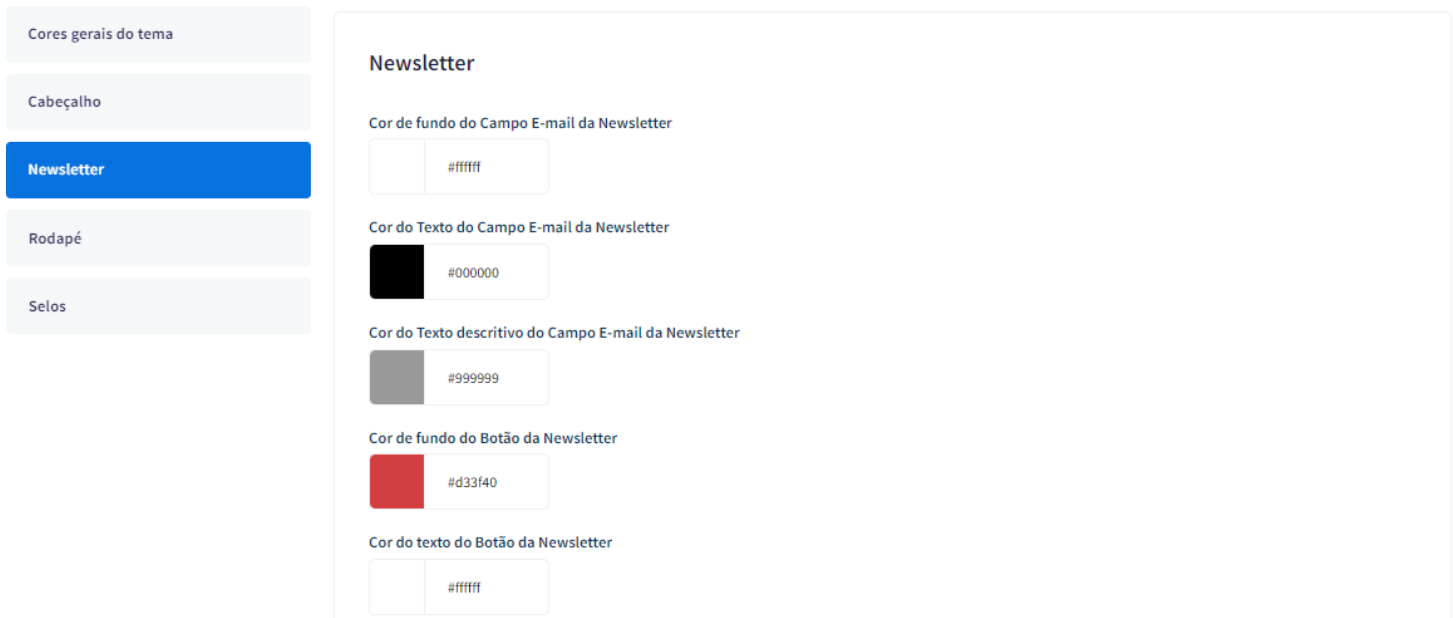 Cores gerais do tema
Cabeçalho
Newsletter
Rodapé
Selos
Newsletter
Cor de fundo do Campo E-mail da Newsletter
#ffffff
Cor do Texto do Campo E-mail da Newsletter
#000000
Cor do Texto descritivo do Campo E-mail da Newsletter
#999999
Cor de fundo do Botão da Newsletter
#d33f40
Cor do texto do Botão da Newsletter
#ffffff